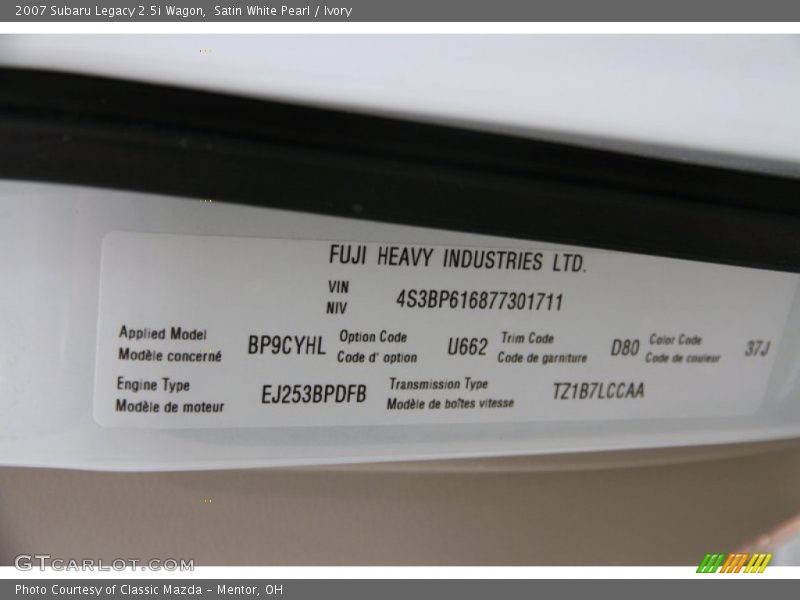 2007 Subaru Legacy 2.5i Wagon, Satin White Pearl / Ivory
FUJI HEAVY INDUSTRIES LTD.
VIN
NIV
4S3BP616877301711
Applied Model
Modèle concerné
BP9CYHL
Option Code
Code d' option
U662
Trim Code
Code de garniture
D80
Color Code
Code de couleur
37J
Engine Type
Modèle de moteur
EJ253BPDFB
Transmission Type
Modèle de boîtes vitesse
TZ1B7LCCAA
GTCARLOT.COM
Photo Courtesy of Classic Mazda - Mentor, OH